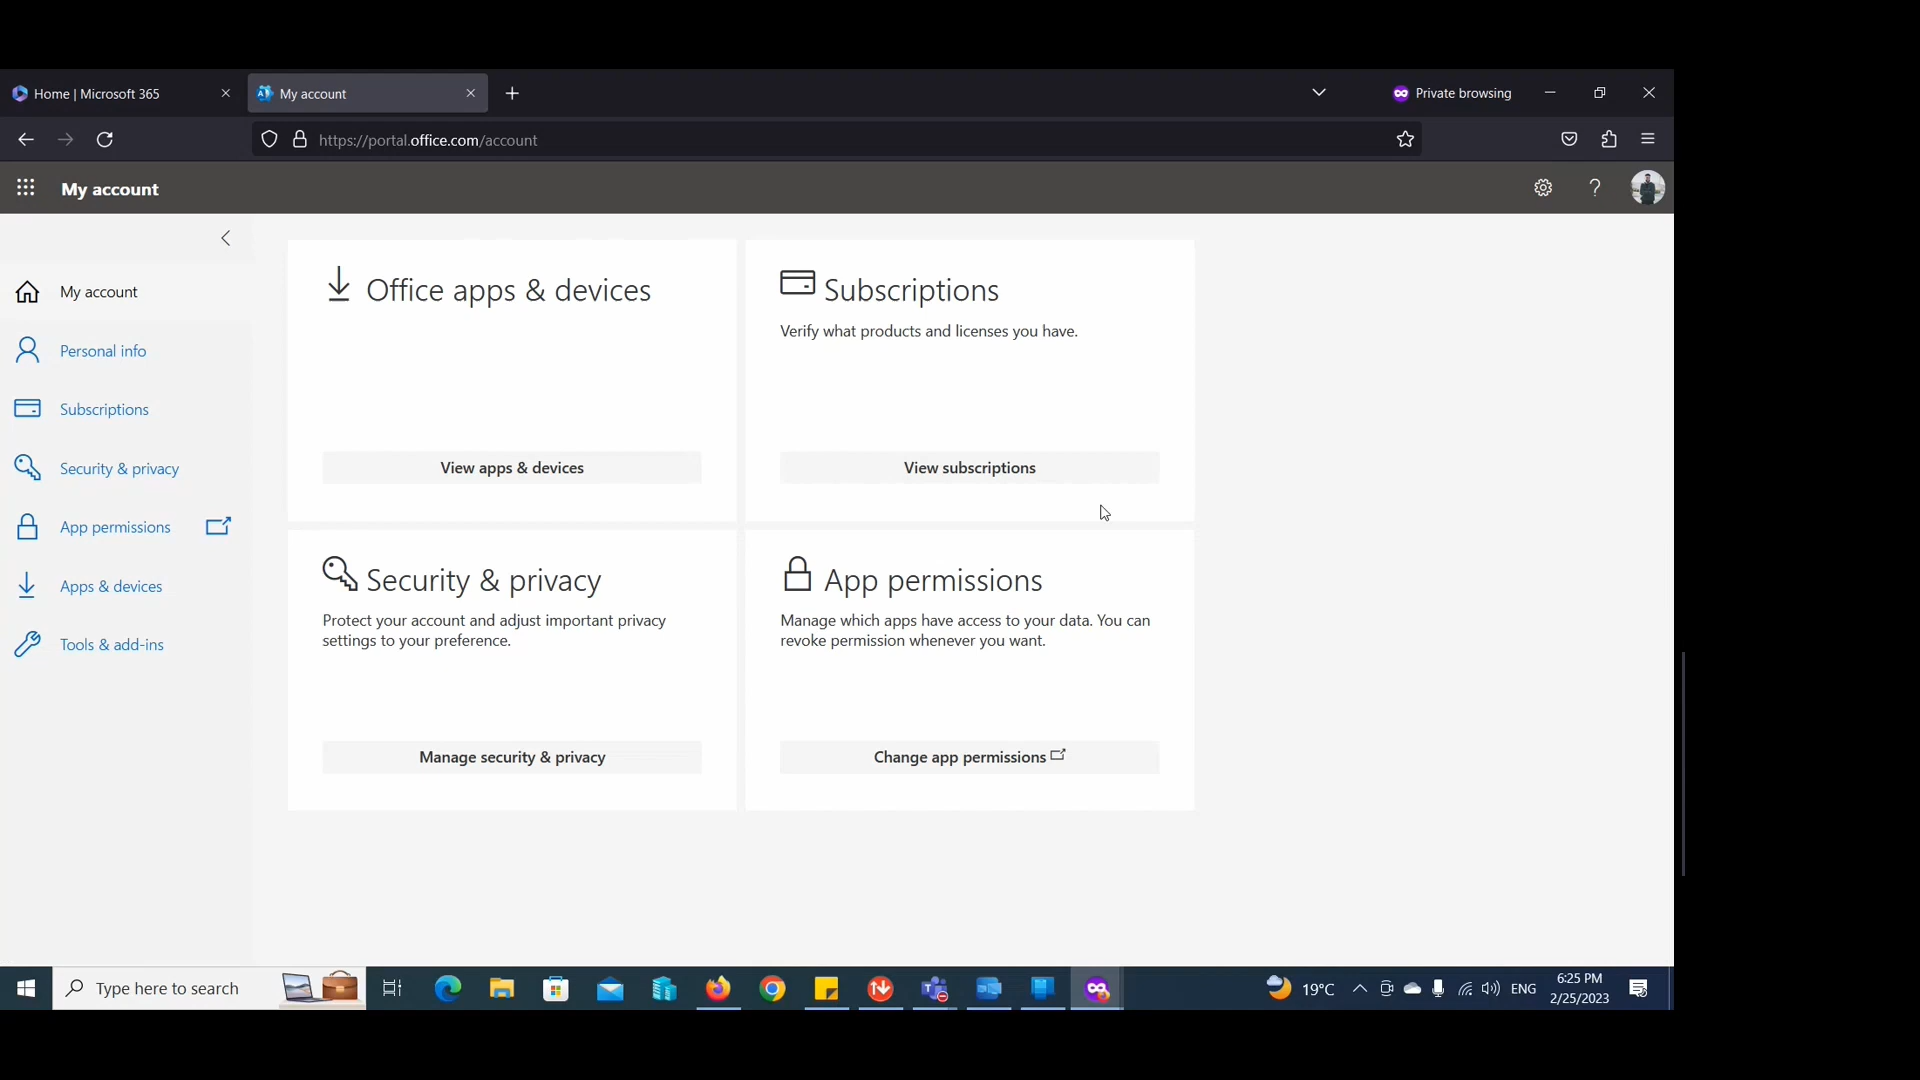 Home | Microsoft 365
My account
Private browsing
https://portal.office.com/account
My account
My account
Personal info
Subscriptions
Security & privacy
App permissions
Apps & devices
Tools & add-ins
Office apps & devices
View apps & devices
Subscriptions
Verify what products and licenses you have.
View subscriptions
Security & privacy
Protect your account and adjust important privacy
settings to your preference.
Manage security & privacy
App permissions
Manage which apps have access to your data. You can
revoke permission whenever you want.
Change app permissions
Type here to search
19°C
ENG
6:25 PM
2/25/2023